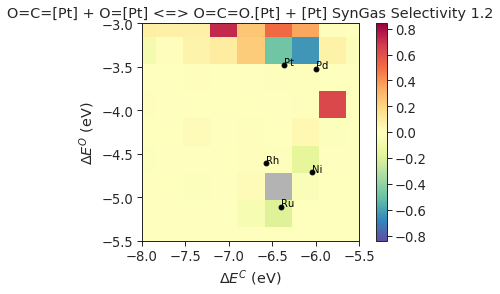 O=C=[Pt] + O=[Pt] <=> O=C=O.[Pt] + [Pt] SynGas Selectivity 1.2
−3.0
−3.5
−4.0
−4.5
−5.0
−5.5
ΔE^O (eV)
Pt
Pd
Rh
Ni
Ru
−8.0 −7.5 −7.0 −6.5 −6.0 −5.5
ΔE^C (eV)
0.8
0.6
0.4
0.2
0.0
−0.2
−0.4
−0.6
−0.8